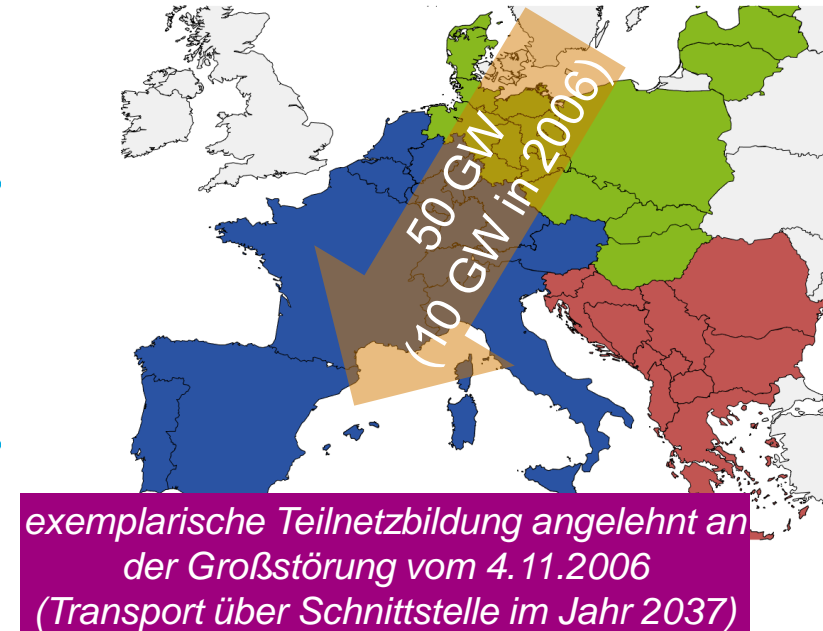 50 GW
(10 GW in 2006)
exemplarische Teilnetzbildung angelehnt an
der Großstörung vom 4.11.2006
(Transport über Schnittstelle im Jahr 2037)